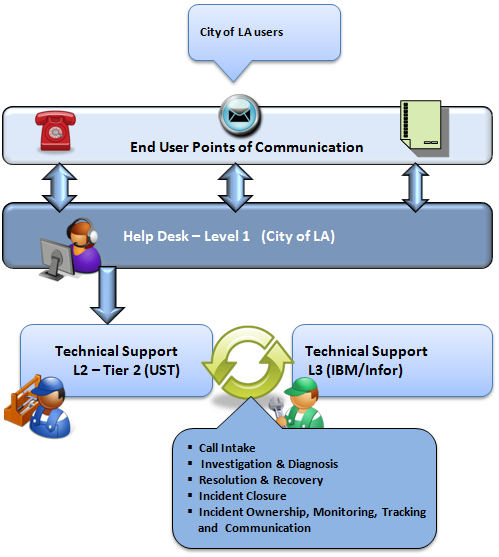 City of LA users
End User Points of Communication
Help Desk – Level 1 (City of LA)
Technical Support
L2 – Tier 2 (UST)
Technical Support
L3 (IBM/Infor)
▪ Call Intake
▪ Investigation & Diagnosis
▪ Resolution & Recovery
▪ Incident Closure
▪ Incident Ownership, Monitoring, Tracking
and Communication